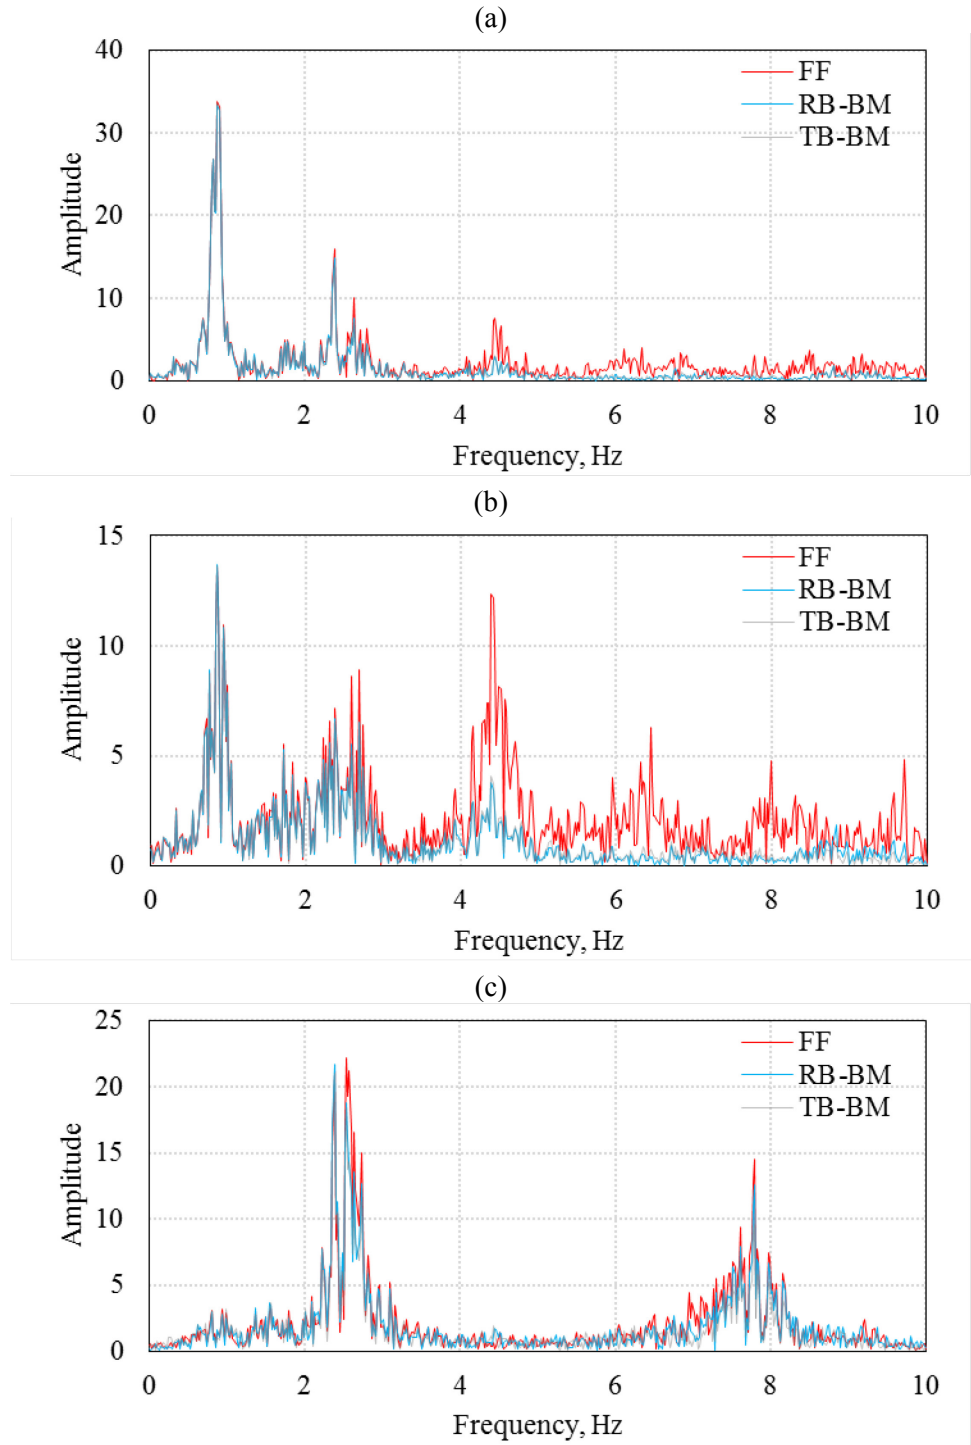 (a)
40
30
20
10
0
Amplitude
FF
RB-BM
TB-BM
0 2 4 6 8 10
Frequency, Hz
(b)
15
10
5
0
Amplitude
FF
RB-BM
TB-BM
0 2 4 6 8 10
Frequency, Hz
(c)
25
20
15
10
5
0
Amplitude
FF
RB-BM
TB-BM
0 2 4 6 8 10
Frequency, Hz